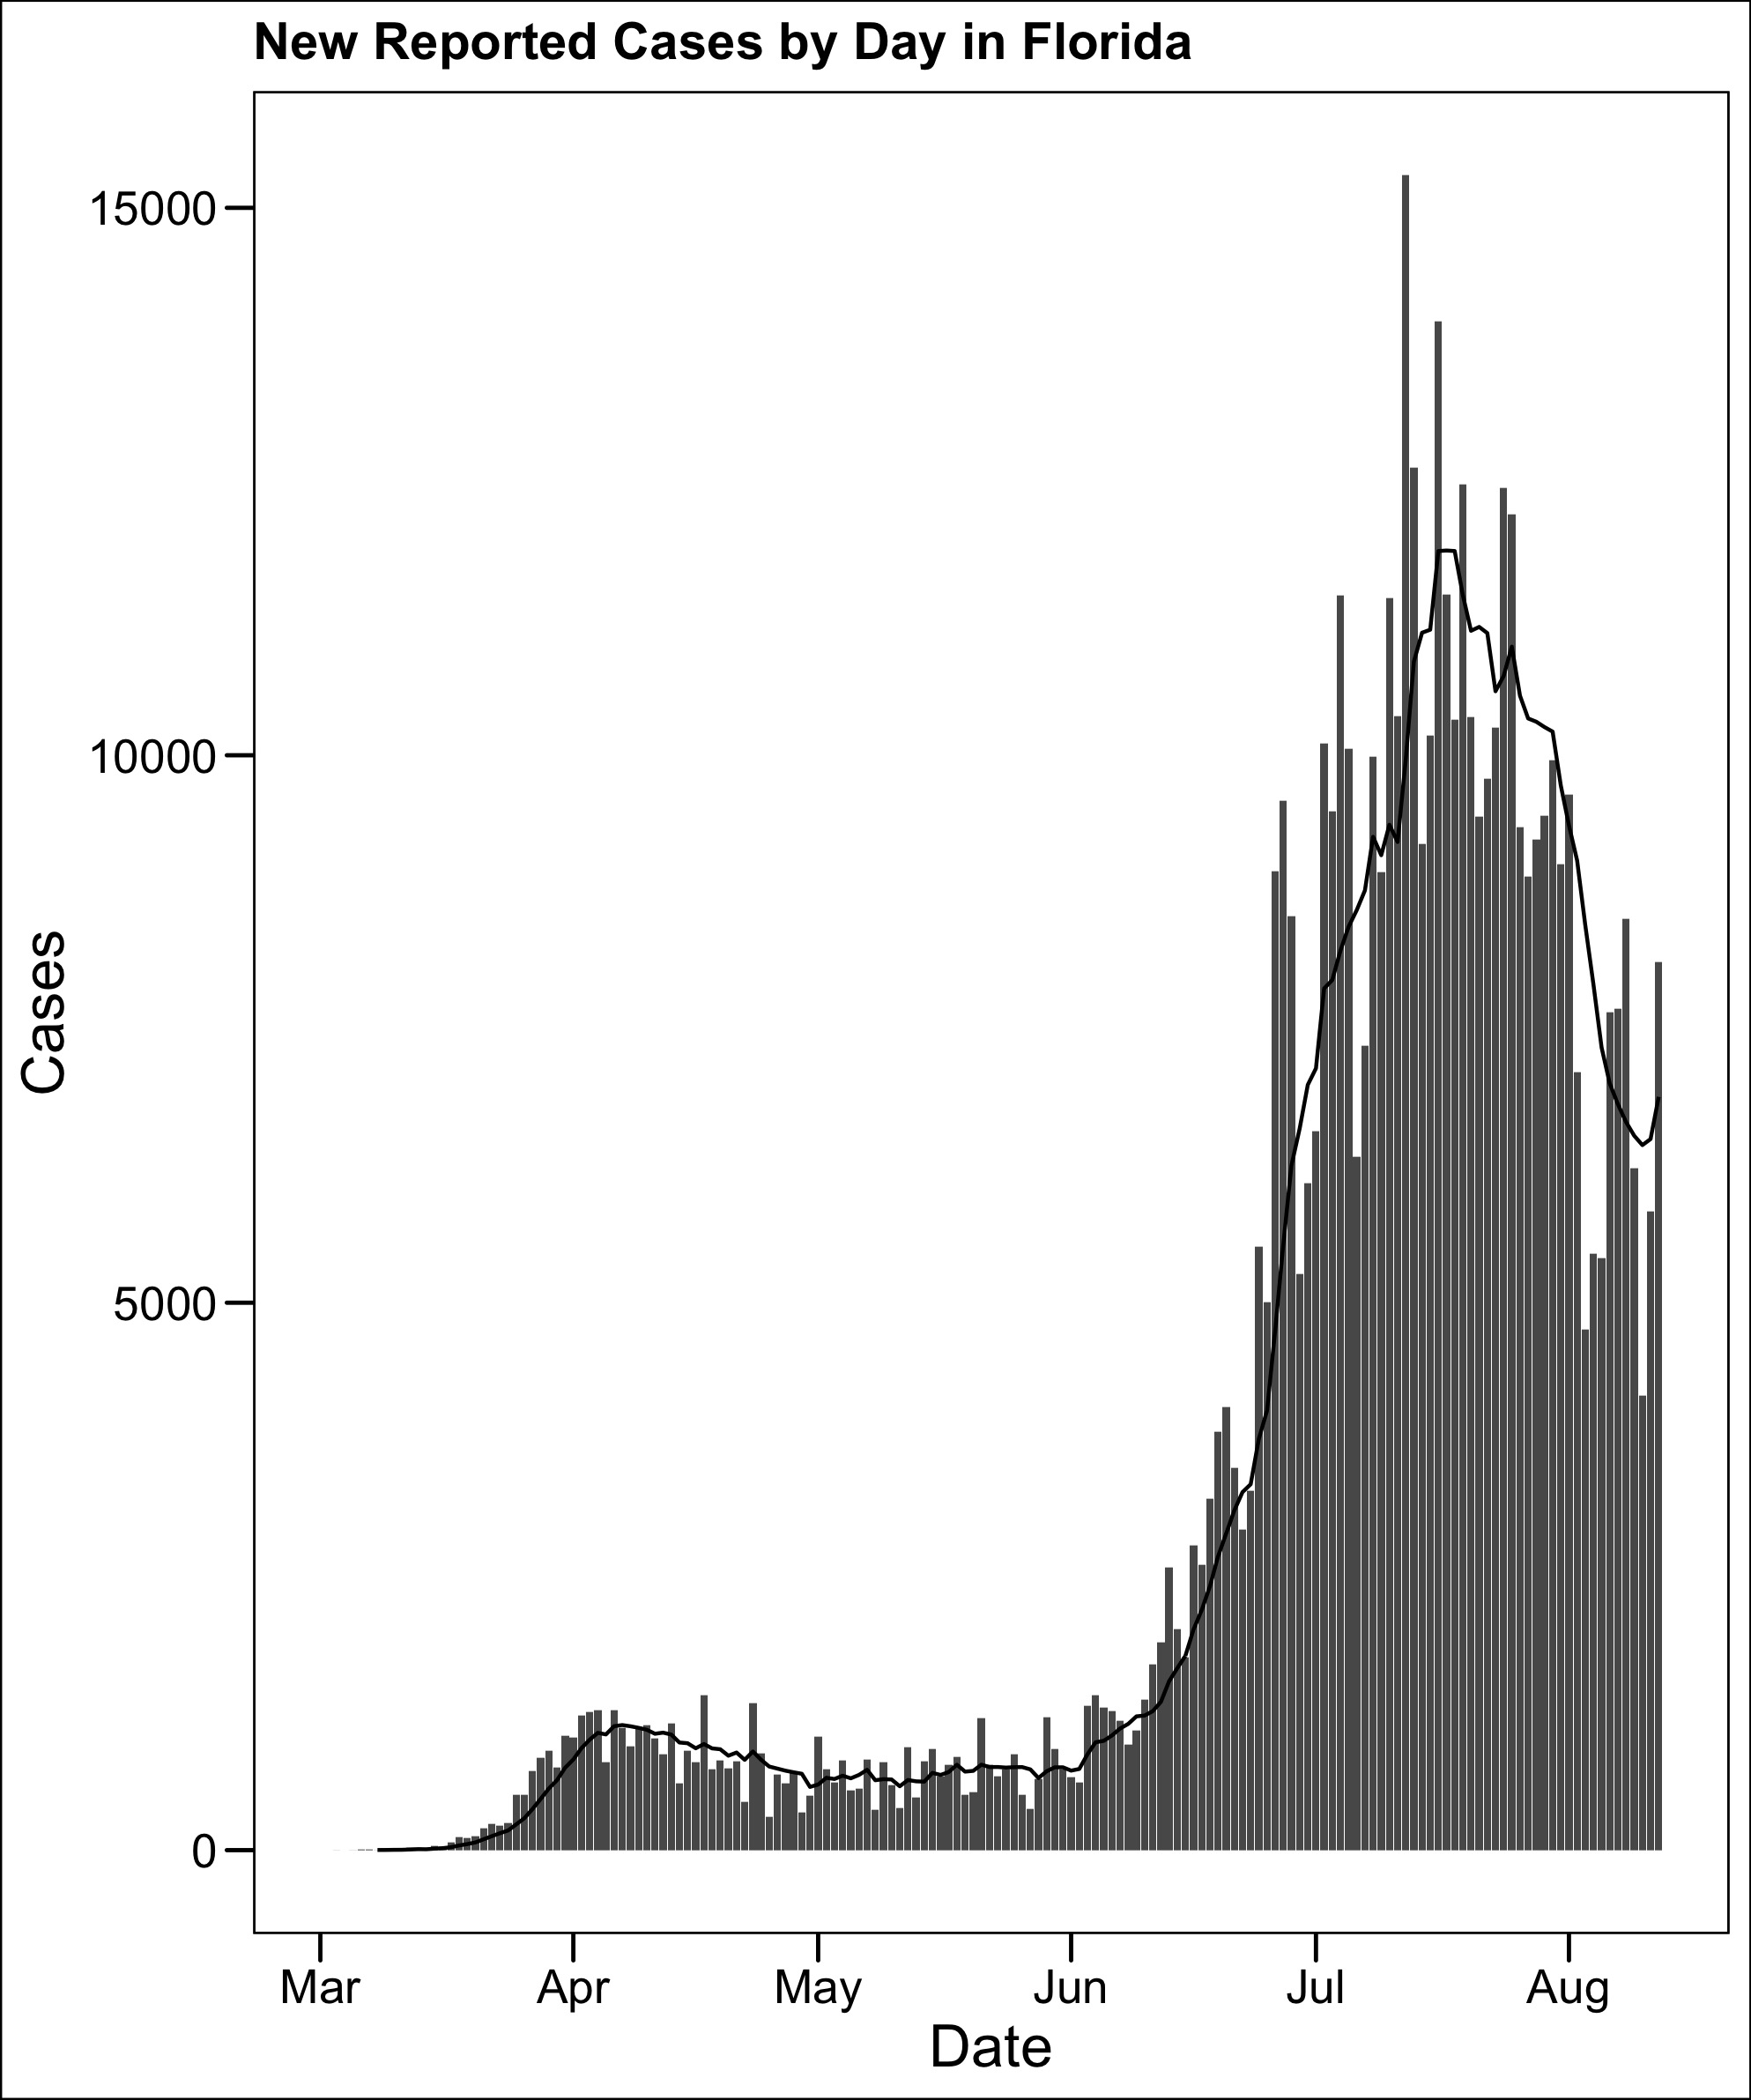 New Reported Cases by Day in Florida
15000
10000
5000
0
Cases
Mar Apr May Jun Jul Aug
Date